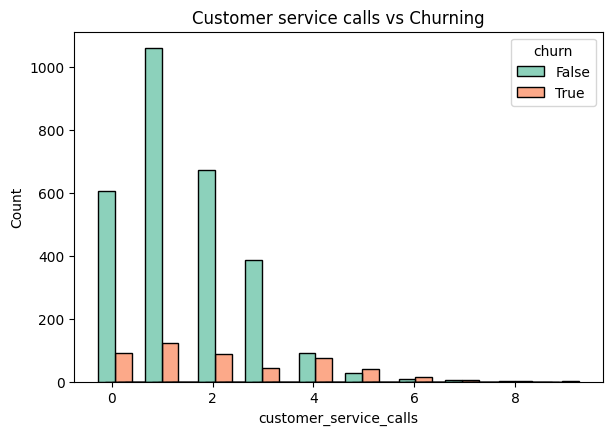 Customer service calls vs Churning
churn
False
True
Count
1000
800
600
400
200
0
0 2 4 6 8
customer_service_calls